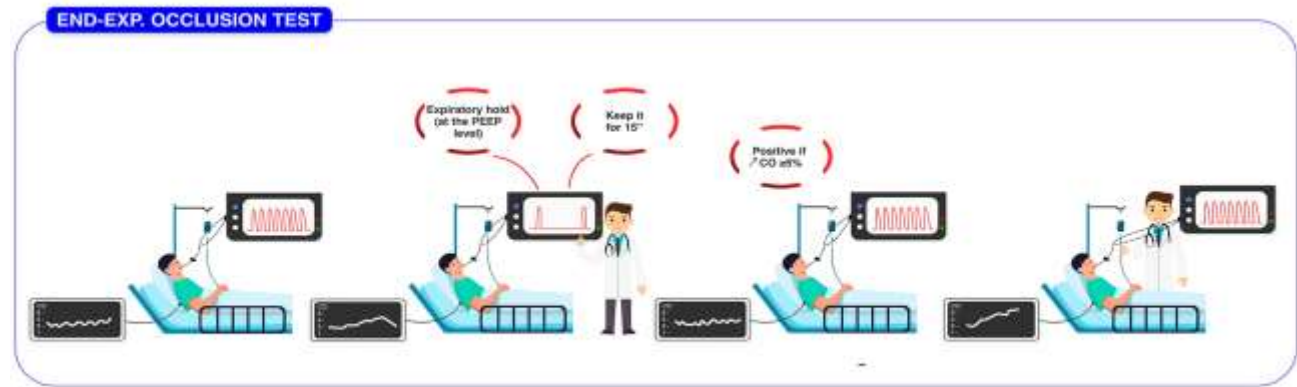 END-EXP. OCCLUSION TEST
Expiratory hold
(at the PEEP
level)
Keep it
for 15"
Positive if
↗CO ≥5%